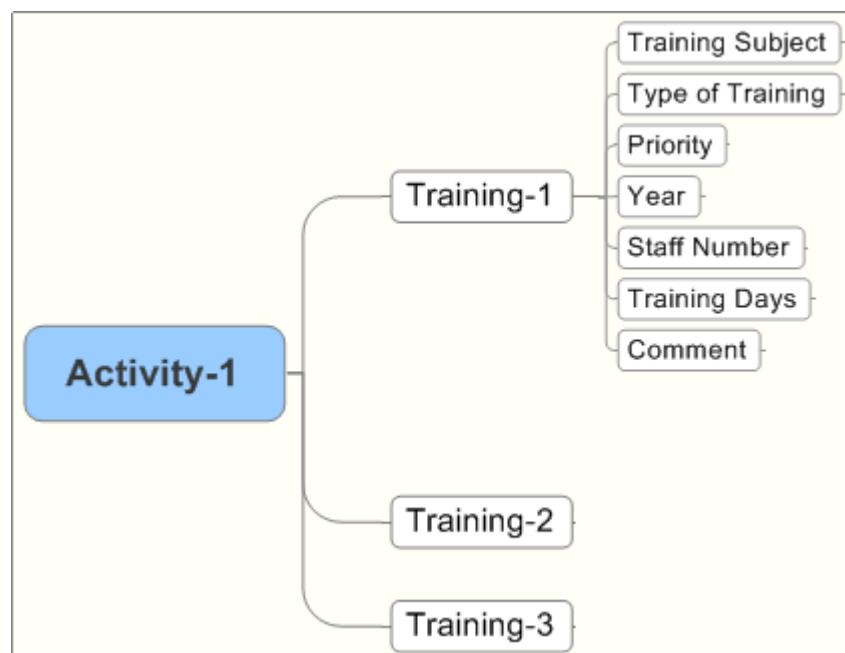 Training Subject
Type of Training
Priority
Training-1
Year
Staff Number
Training Days
Comment
Activity-1
Training-2
Training-3